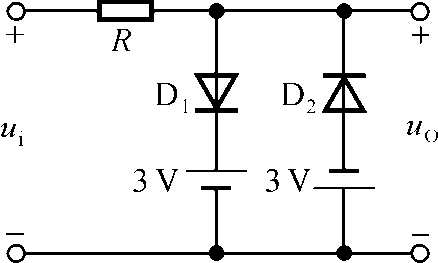 + R +
D1 D2
ui uO
3 V 3 V
− −